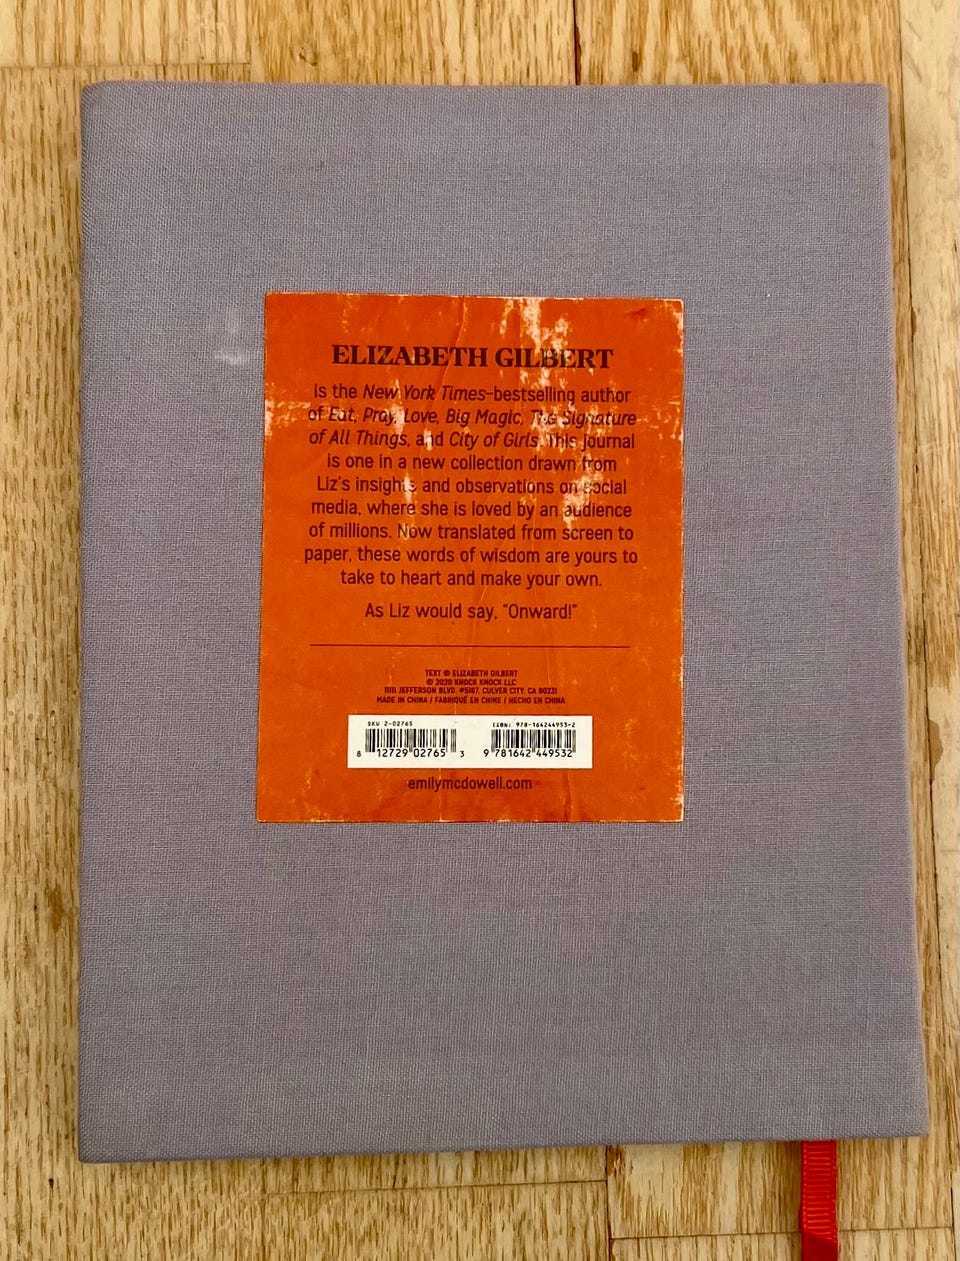 ELIZABETH GILBERT
is the New York Times–bestselling author
of Eat, Pray, Love, Big Magic, The Signature
of All Things, and City of Girls. This journal
is one in a new collection drawn from
Liz's insights and observations on social
media, where she is loved by an audience
of millions. Now translated from screen to
paper, these words of wisdom are yours to
take to heart and make your own.
As Liz would say, "Onward!"
TEXT © ELIZABETH GILBERT
© 2020 KNOCK KNOCK LLC
11111 JEFFERSON BLVD. #5167, CULVER CITY, CA 90231
MADE IN CHINA / FABRIQUÉ EN CHINE / HECHO EN CHINA
SKU 2-02765 ISBN: 978-164244953-2
8 12729 02765 3 9 781642 449532
emilymcdowell.com